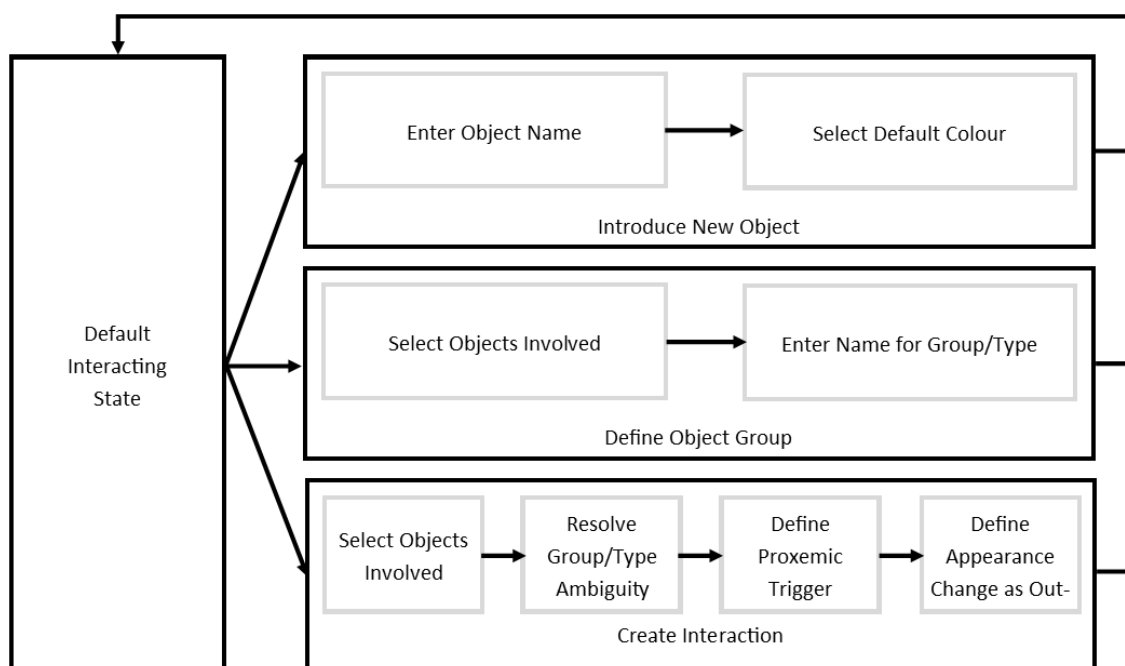 Enter Object Name
Select Default Colour
Introduce New Object
Default
Interacting
State
Select Objects Involved
Enter Name for Group/Type
Define Object Group
Select Objects
Involved
Resolve
Group/Type
Ambiguity
Define
Proxemic
Trigger
Define
Appearance
Change as Out-
Create Interaction